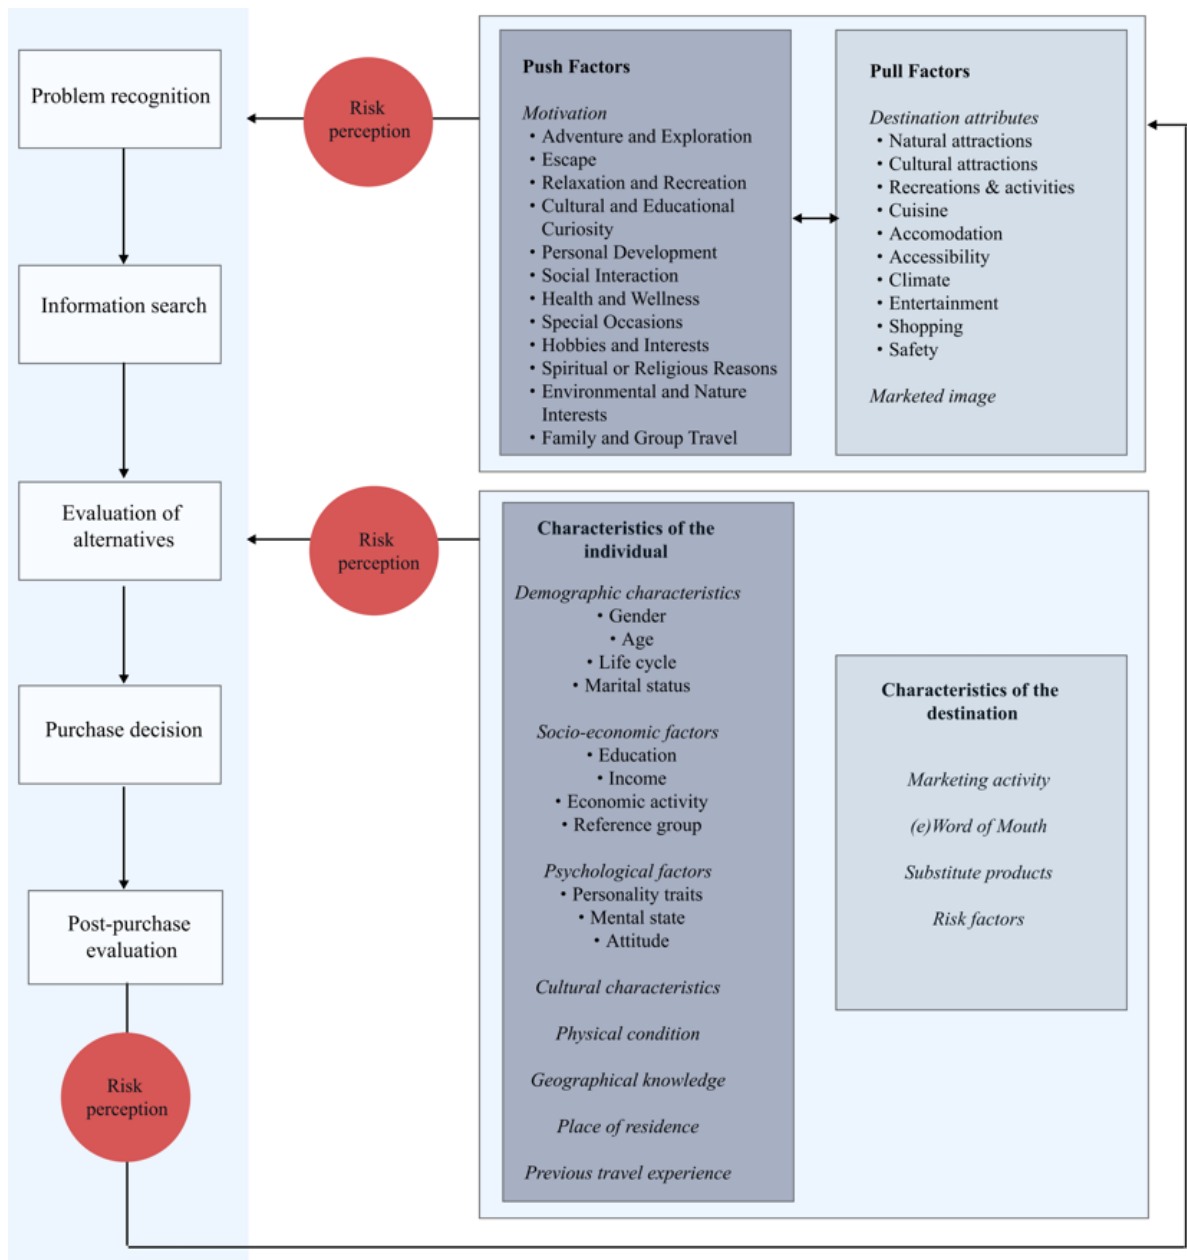 Problem recognition
Information search
Evaluation of
alternatives
Purchase decision
Post-purchase
evaluation
Risk
perception
Risk
perception
Risk
perception
Push Factors
Motivation
• Adventure and Exploration
• Escape
• Relaxation and Recreation
• Cultural and Educational
Curiosity
• Personal Development
• Social Interaction
• Health and Wellness
• Special Occasions
• Hobbies and Interests
• Spiritual or Religious Reasons
• Environmental and Nature
Interests
• Family and Group Travel
Pull Factors
Destination attributes
• Natural attractions
• Cultural attractions
• Recreations & activities
• Cuisine
• Accomodation
• Accessibility
• Climate
• Entertainment
• Shopping
• Safety
Marketed image
Characteristics of the
individual
Demographic characteristics
• Gender
• Age
• Life cycle
• Marital status
Socio-economic factors
• Education
• Income
• Economic activity
• Reference group
Psychological factors
• Personality traits
• Mental state
• Attitude
Cultural characteristics
Physical condition
Geographical knowledge
Place of residence
Previous travel experience
Characteristics of the
destination
Marketing activity
(e)Word of Mouth
Substitute products
Risk factors